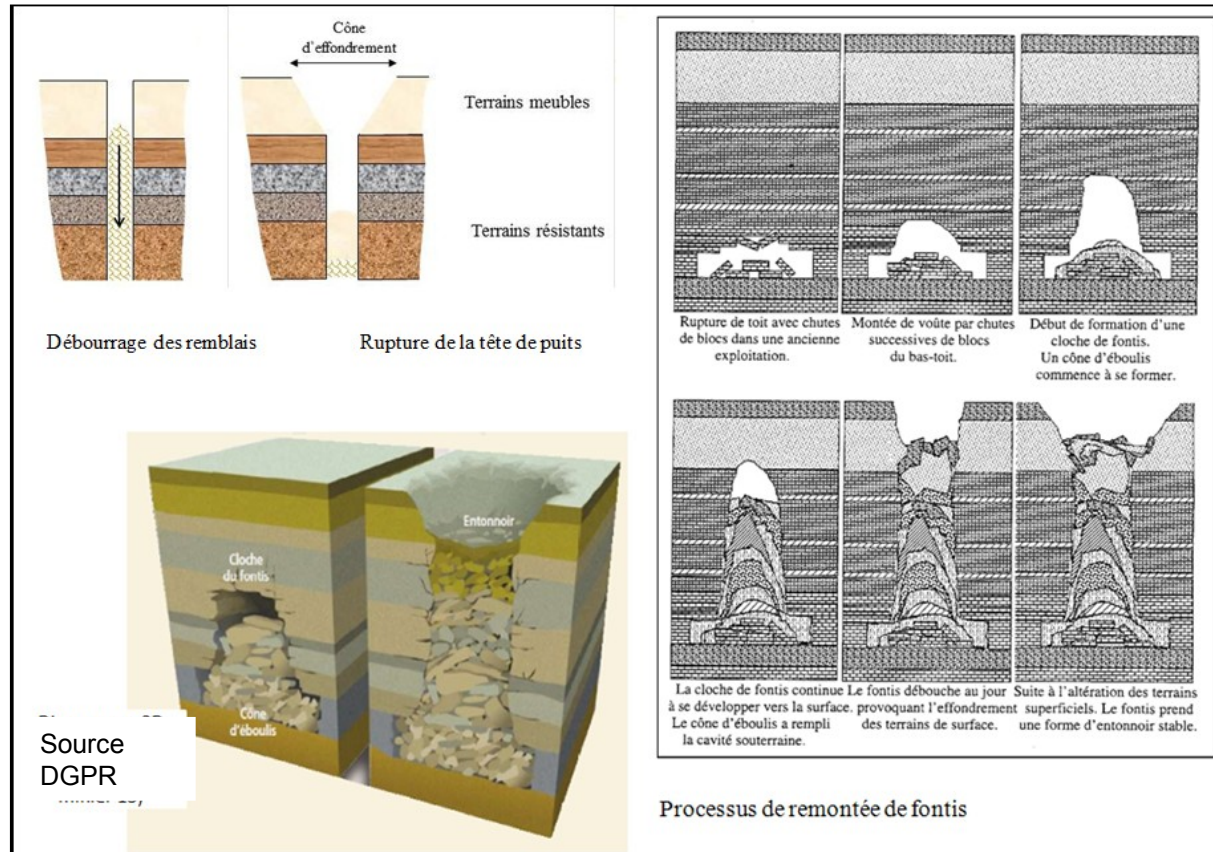 Cône
d'effondrement
Terrains meubles
Terrains résistants
Débourrage des remblais
Rupture de la tête de puits
Rupture de toit avec chutes
de blocs dans une ancienne
exploitation.
Montée de voûte par chutes
successives de blocs
du bas-toit.
Début de formation d'une
cloche de fontis.
Un cône d'éboulis
commence à se former.
La cloche de fontis continue
à se développer vers la surface.
Le cône d'éboulis a rempli
la cavité souterraine.
Le fontis débouche au jour
provoquant l'effondrement
des terrains de surface.
Suite à l'altération des terrains
superficiels. Le fontis prend
une forme d'entonnoir stable.
Processus de remontée de fontis
Entonnoir
Cloche
du fontis
Cône
d'éboulis
Source
DGPR